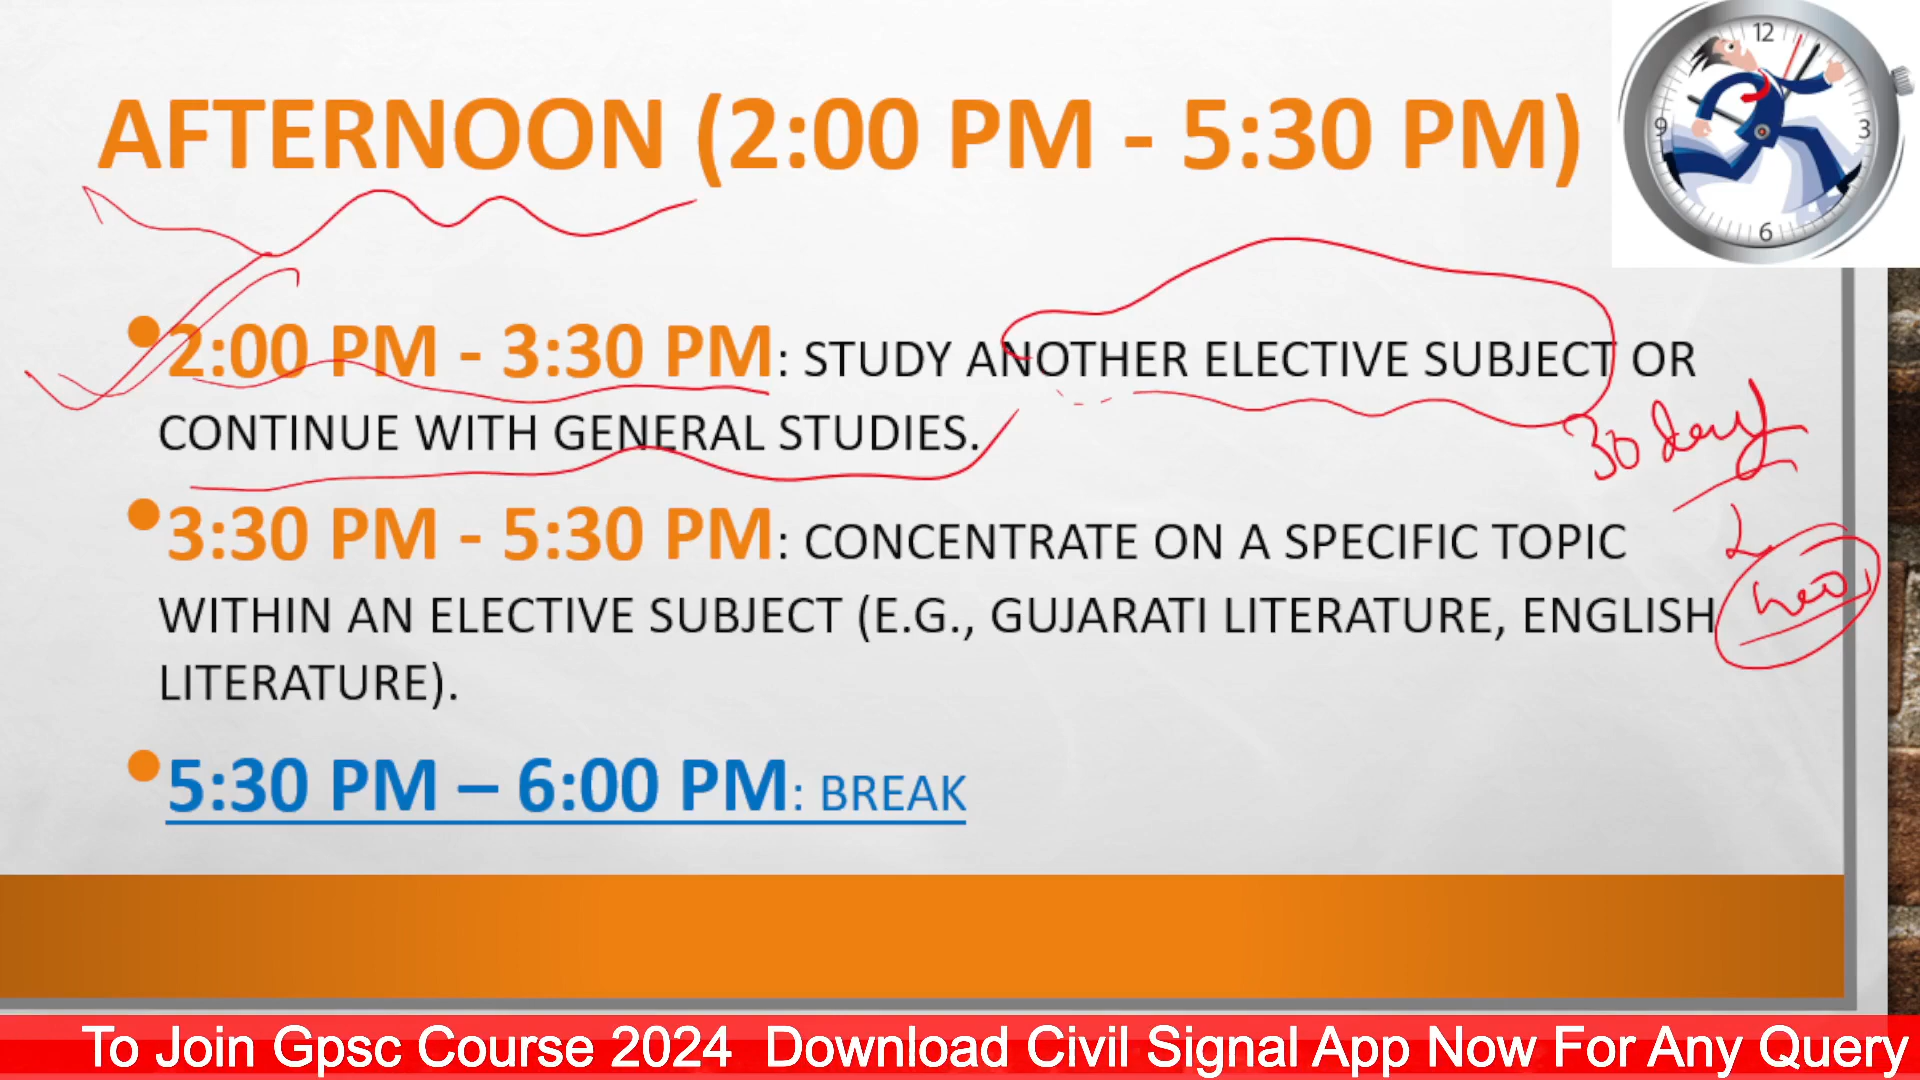 AFTERNOON (2:00 PM - 5:30 PM)
12
3
6
9
•2:00 PM - 3:30 PM: STUDY ANOTHER ELECTIVE SUBJECT OR
CONTINUE WITH GENERAL STUDIES.
30 day
•3:30 PM - 5:30 PM: CONCENTRATE ON A SPECIFIC TOPIC
WITHIN AN ELECTIVE SUBJECT (E.G., GUJARATI LITERATURE, ENGLISH
LITERATURE).
•5:30 PM – 6:00 PM: BREAK
To Join Gpsc Course 2024 Download Civil Signal App Now For Any Query